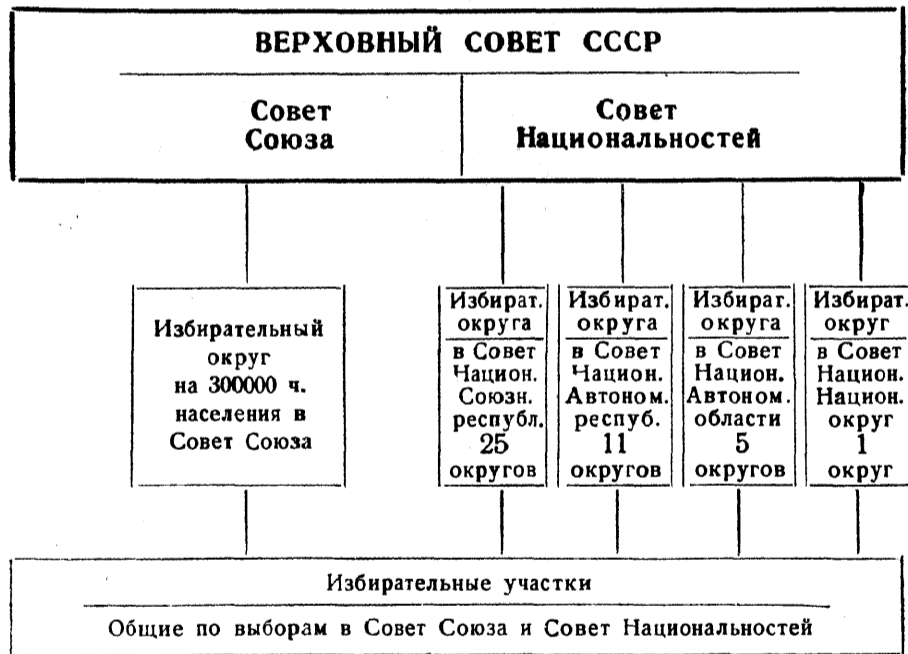 ВЕРХОВНЫЙ СОВЕТ СССР
Совет
Союза
Совет
Национальностей
Избирательный
округ
на 300000 ч.
населения в
Совет Союза
Избират.
округа
в Совет
Национ.
Союзн.
республ.
25
округов
Избират.
округа
в Совет
Национ.
Автоном.
респуб.
11
округов
Избират.
округа
в Совет
Национ.
Автоном.
области
5
округов
Избират.
округ
в Совет
Национ.
Национ.
округ
1
округ
Избирательные участки
Общие по выборам в Совет Союза и Совет Национальностей